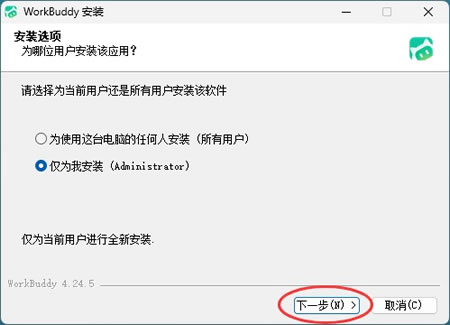 WorkBuddy 安装
安装选项
为哪位用户安装该应用？
请选择为当前用户还是所有用户安装该软件
为使用这台电脑的任何人安装 (所有用户)
仅为我安装 (Administrator)
仅为当前用户进行全新安装.
WorkBuddy 4.24.5
下一步(N) >
取消(C)